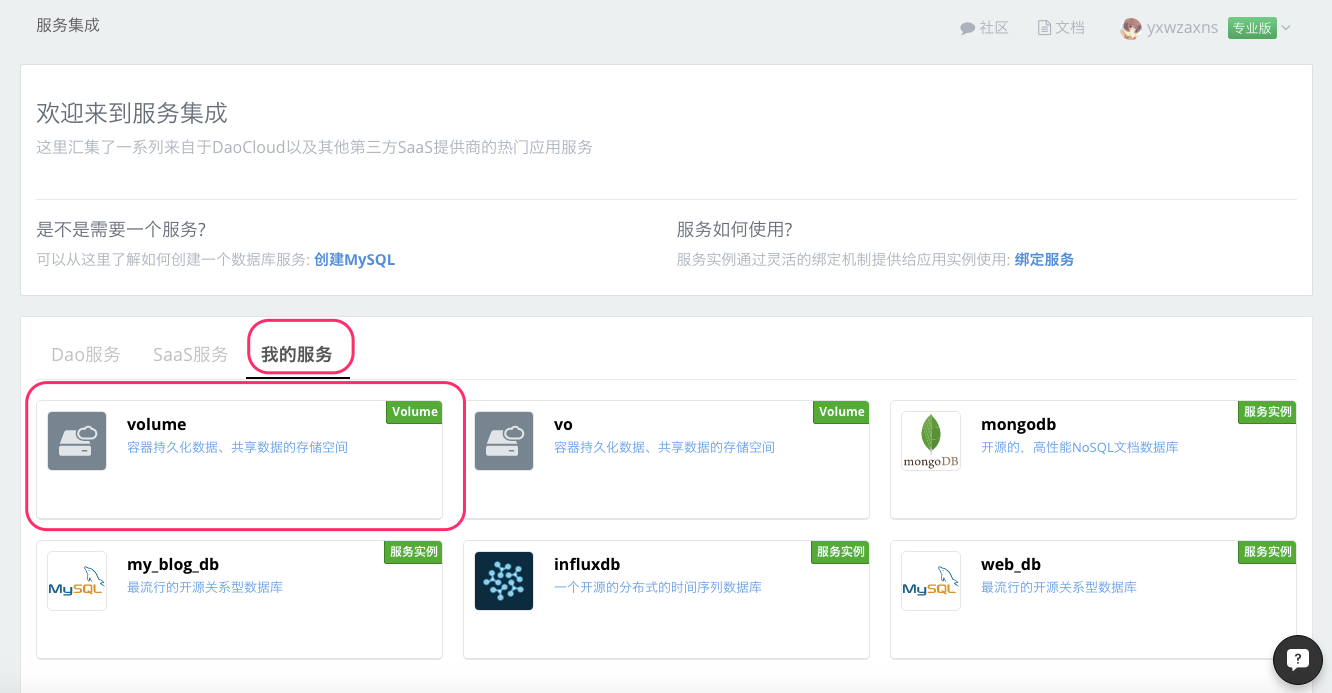 服务集成
社区
文档
yxwzaxns
专业版
欢迎来到服务集成
这里汇集了一系列来自于DaoCloud以及其他第三方SaaS提供商的热门应用服务
是不是需要一个服务?
可以从这里了解如何创建一个数据库服务: 创建MySQL
服务如何使用?
服务实例通过灵活的绑定机制提供给应用实例使用: 绑定服务
Dao服务
SaaS服务
我的服务
volume
Volume
容器持久化数据、共享数据的存储空间
vo
Volume
容器持久化数据、共享数据的存储空间
mongoDB
mongodb
服务实例
开源的，高性能NoSQL文档数据库
MySQL
my_blog_db
服务实例
最流行的开源关系型数据库
influxdb
服务实例
一个开源的分布式的时间序列数据库
MySQL
web_db
服务实例
最流行的开源关系型数据库
?